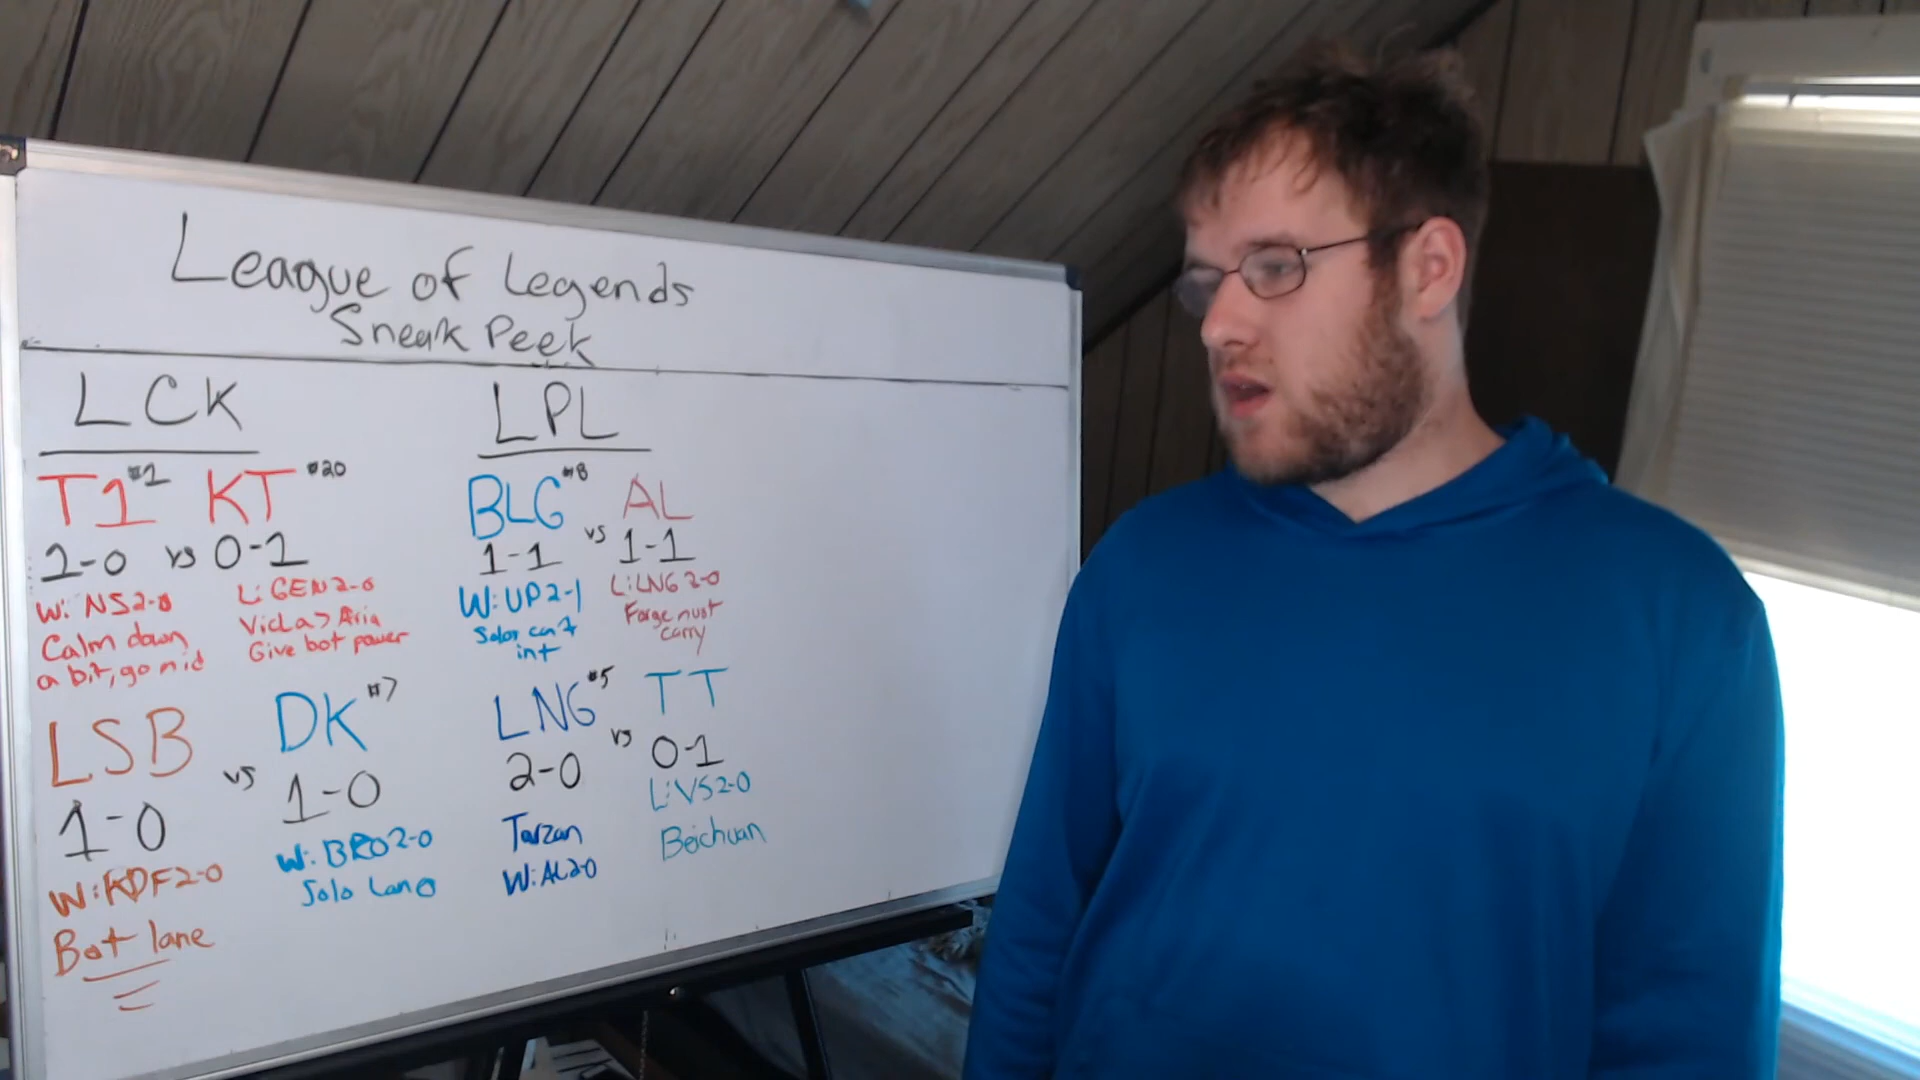 League of Legends
Sneak Peek
LCK
T1 #1 KT #20
1-0 vs 0-1
W: NS 2-0
Calm down
a bit, go mid
L: GEN 2-0
VicLa > Aria
Give bot power
LSB vs DK #7
1-0 1-0
W: KDF 2-0
Bot lane
W: BRO 2-0
Solo Lane
LPL
BLG #8 vs AL
1-1 1-1
W: UP 2-1
Solos can't
int
L: LNG 2-0
Forge must
carry
LNG #5 vs TT
2-0 0-1
Tarzan
W: AL 2-0
L: V5 2-0
Beichuan